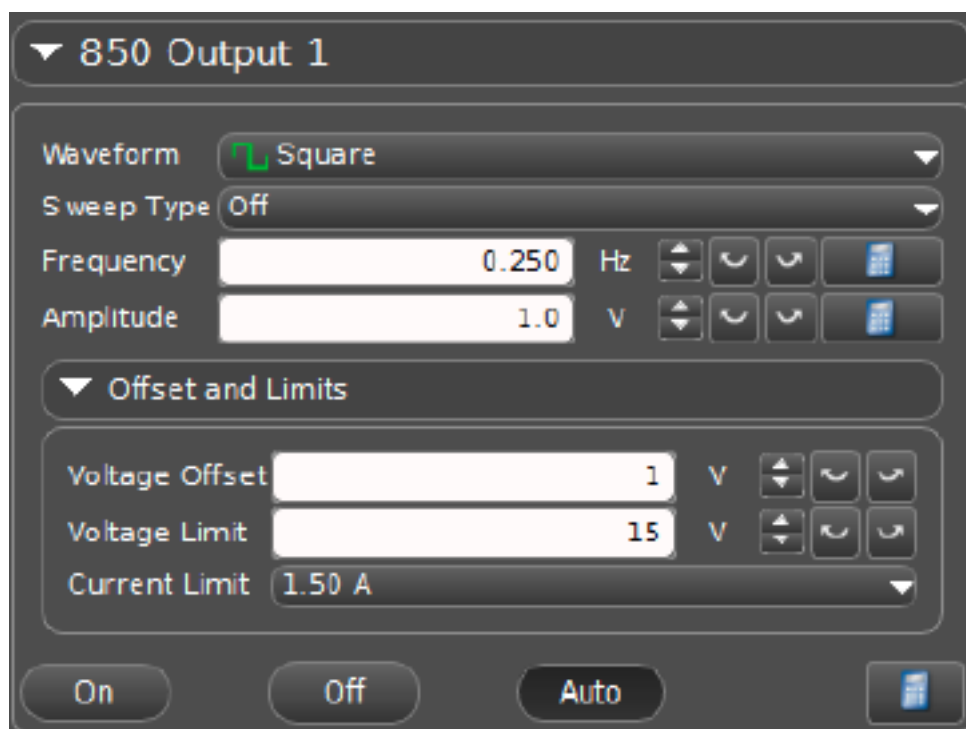 850 Output 1
Waveform Square
Sweep Type Off
Frequency 0.250 Hz
Amplitude 1.0 V
Offset and Limits
Voltage Offset 1 V
Voltage Limit 15 V
Current Limit 1.50 A
On Off Auto